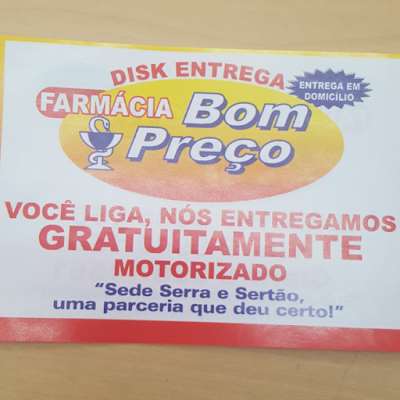 DISK ENTREGA
ENTREGA EM
DOMICÍLIO
FARMÁCIA Bom
Preço
VOCÊ LIGA, NÓS ENTREGAMOS
GRATUITAMENTE
MOTORIZADO
"Sede Serra e Sertão,
uma parceria que deu certo!"